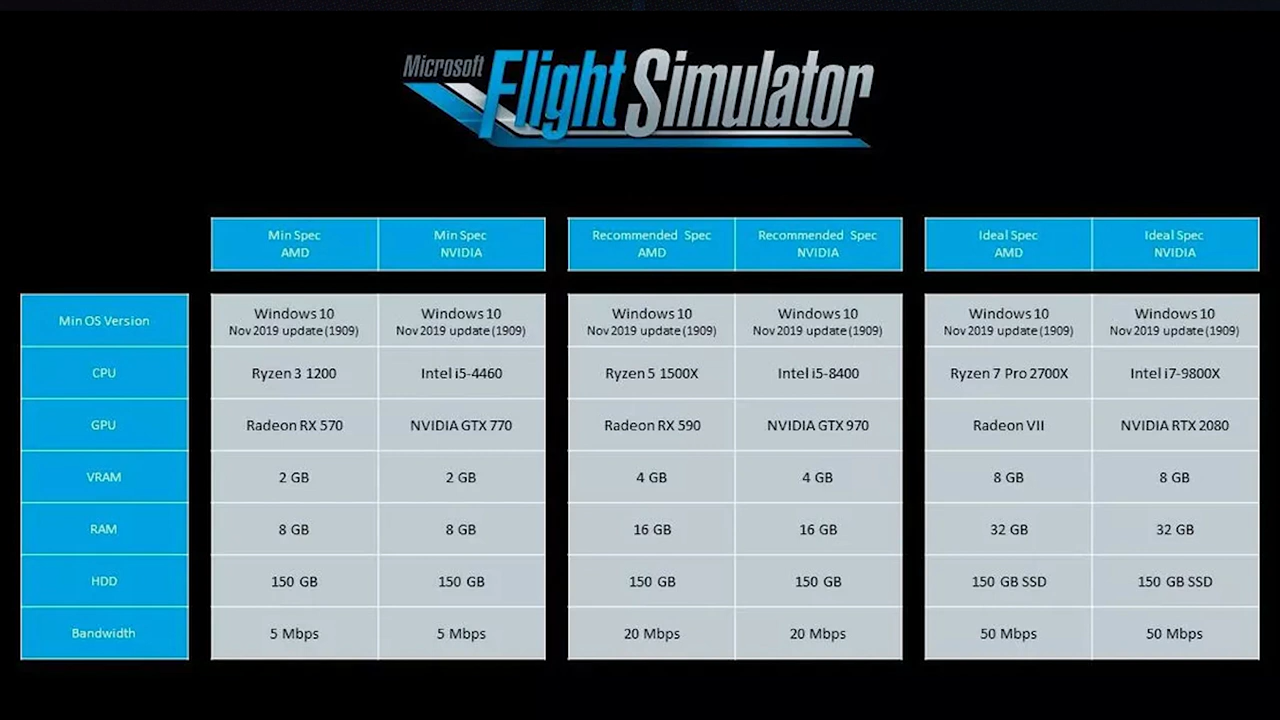 Microsoft Flight Simulator
Min Spec AMD Min Spec NVIDIA Recommended Spec AMD Recommended Spec NVIDIA Ideal Spec AMD Ideal Spec NVIDIA
Min OS Version Windows 10 Nov 2019 update (1909) Windows 10 Nov 2019 update (1909) Windows 10 Nov 2019 update (1909) Windows 10 Nov 2019 update (1909) Windows 10 Nov 2019 update (1909) Windows 10 Nov 2019 update (1909)
CPU Ryzen 3 1200 Intel i5-4460 Ryzen 5 1500X Intel i5-8400 Ryzen 7 Pro 2700X Intel i7-9800X
GPU Radeon RX 570 NVIDIA GTX 770 Radeon RX 590 NVIDIA GTX 970 Radeon VII NVIDIA RTX 2080
VRAM 2 GB 2 GB 4 GB 4 GB 8 GB 8 GB
RAM 8 GB 8 GB 16 GB 16 GB 32 GB 32 GB
HDD 150 GB 150 GB 150 GB 150 GB 150 GB SSD 150 GB SSD
Bandwidth 5 Mbps 5 Mbps 20 Mbps 20 Mbps 50 Mbps 50 Mbps